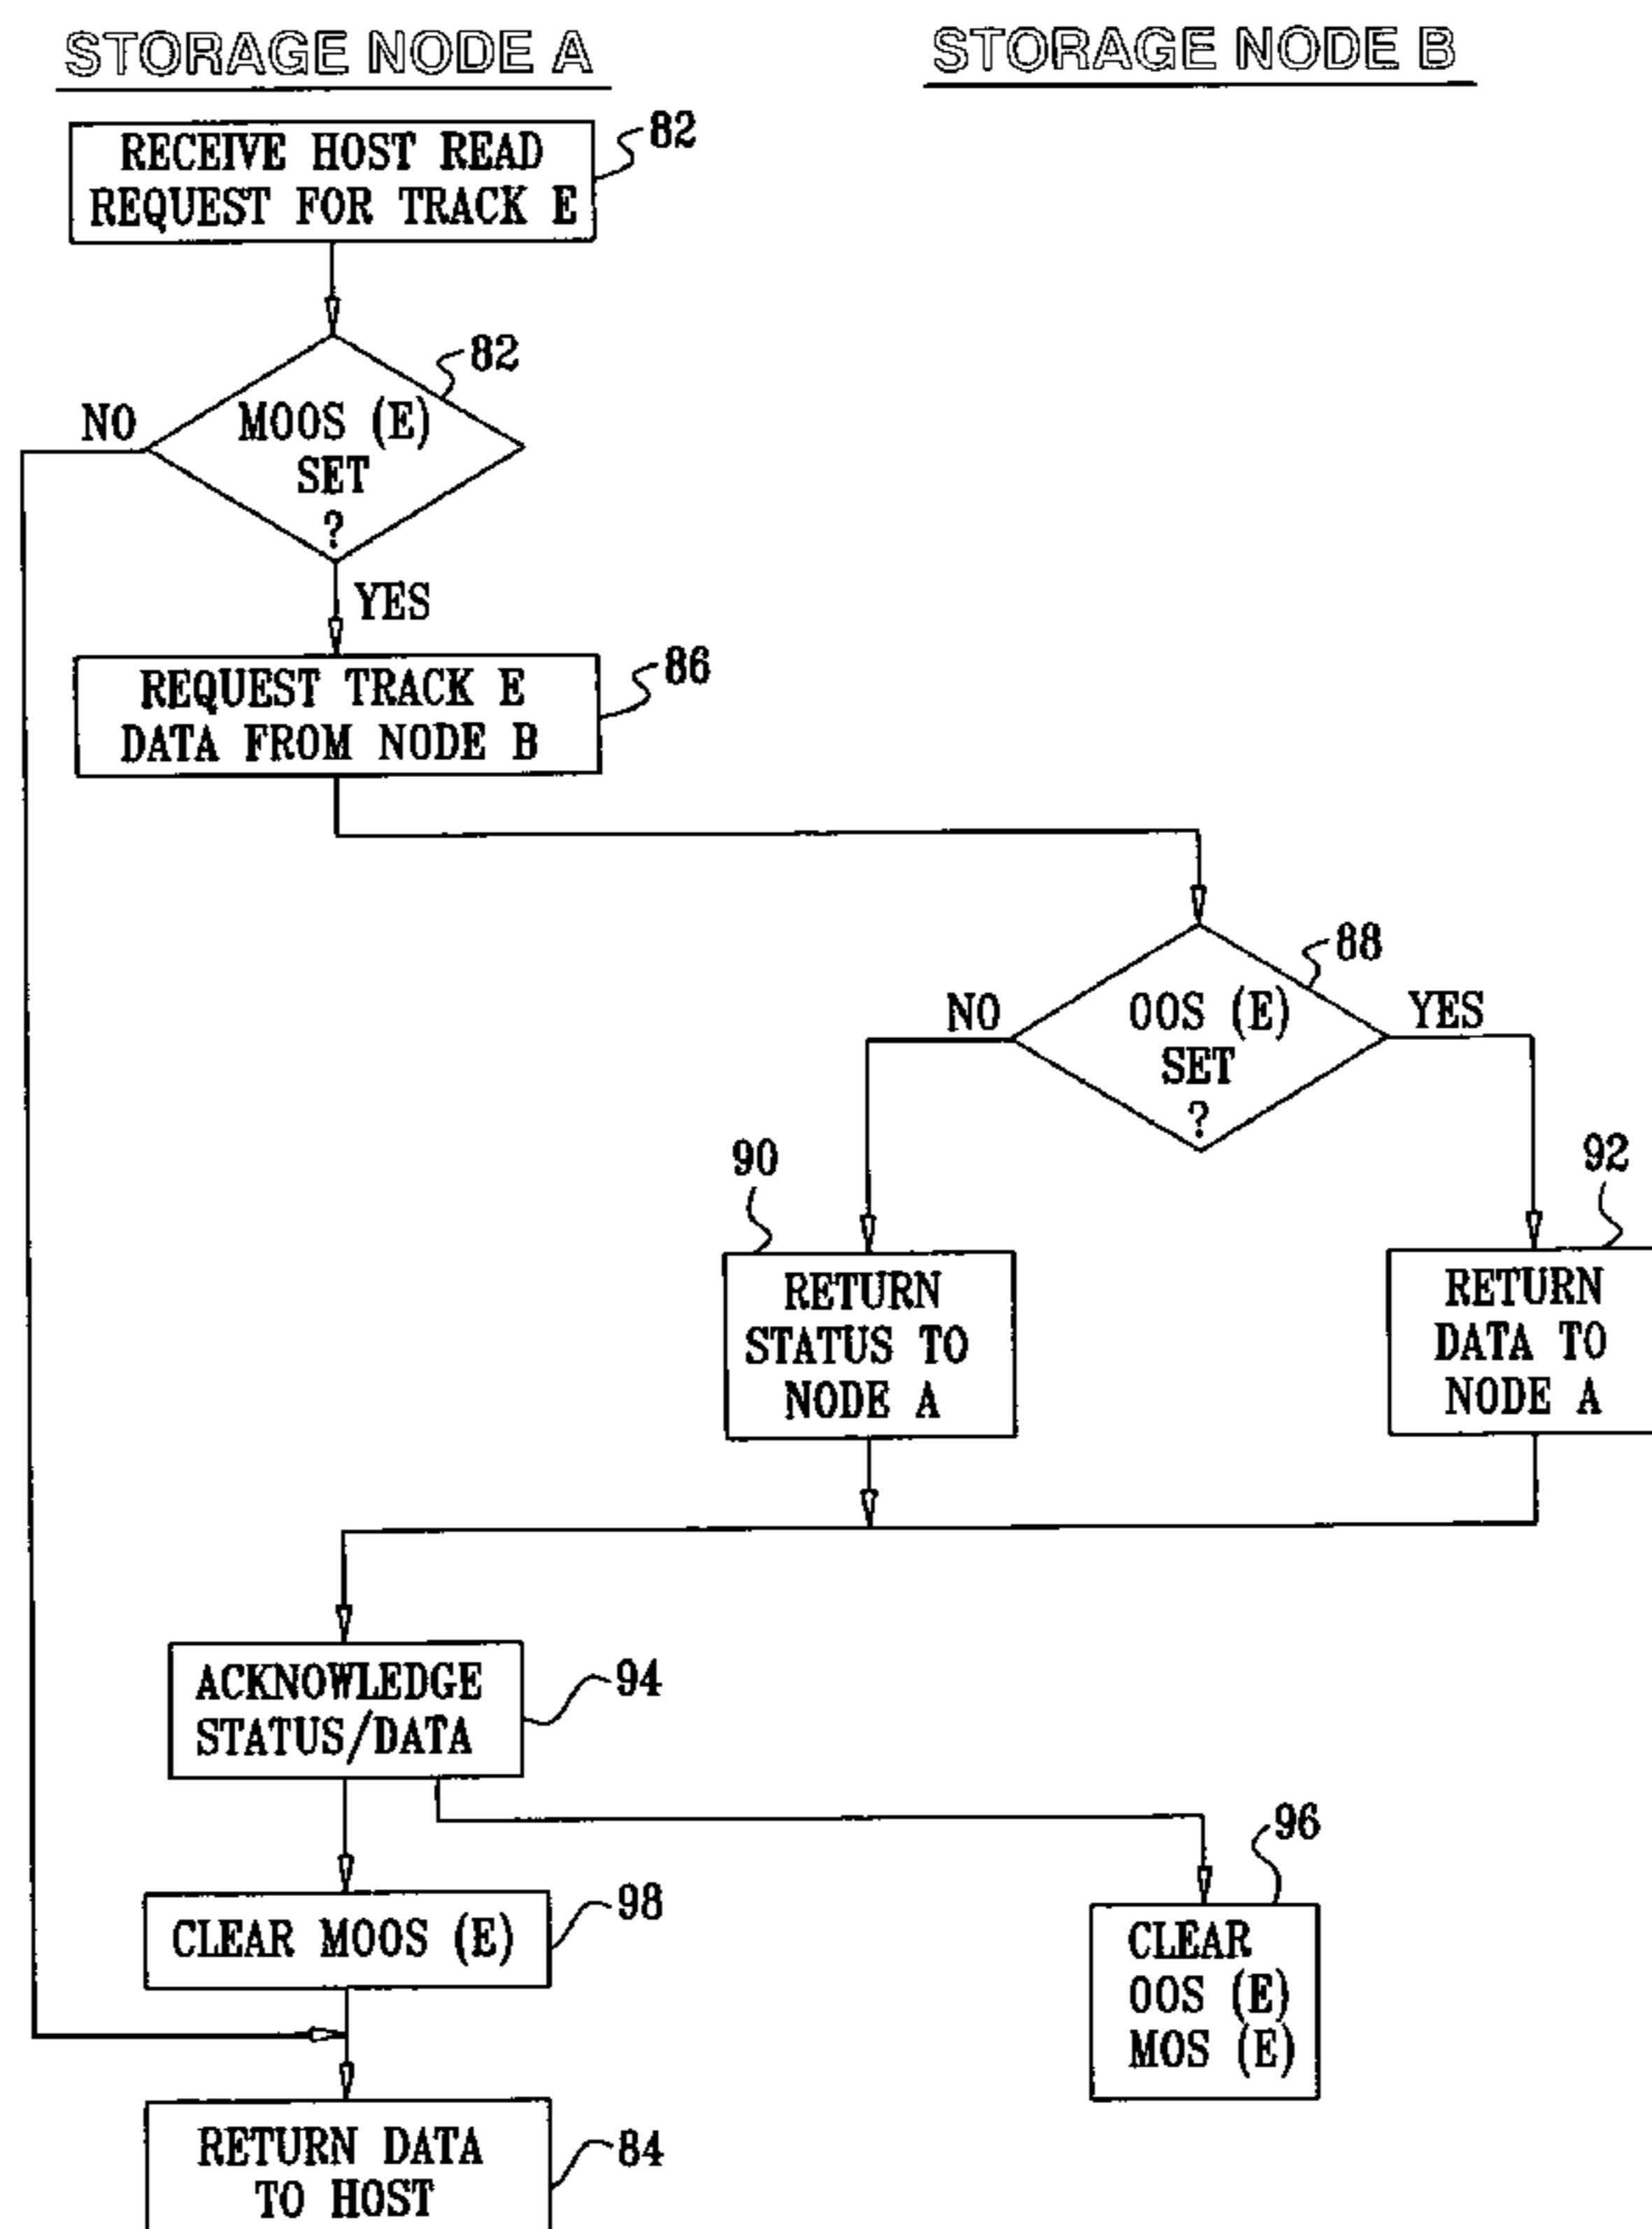 STORAGE NODE A
STORAGE NODE B
RECEIVE HOST READ
REQUEST FOR TRACK E
82
MOOS (E)
SET
?
82
NO
YES
REQUEST TRACK E
DATA FROM NODE B
86
OOS (E)
SET
?
88
NO
YES
90
RETURN
STATUS TO
NODE A
92
RETURN
DATA TO
NODE A
ACKNOWLEDGE
STATUS/DATA
94
96
CLEAR
OOS (E)
MOS (E)
CLEAR MOOS (E)
98
RETURN DATA
TO HOST
84